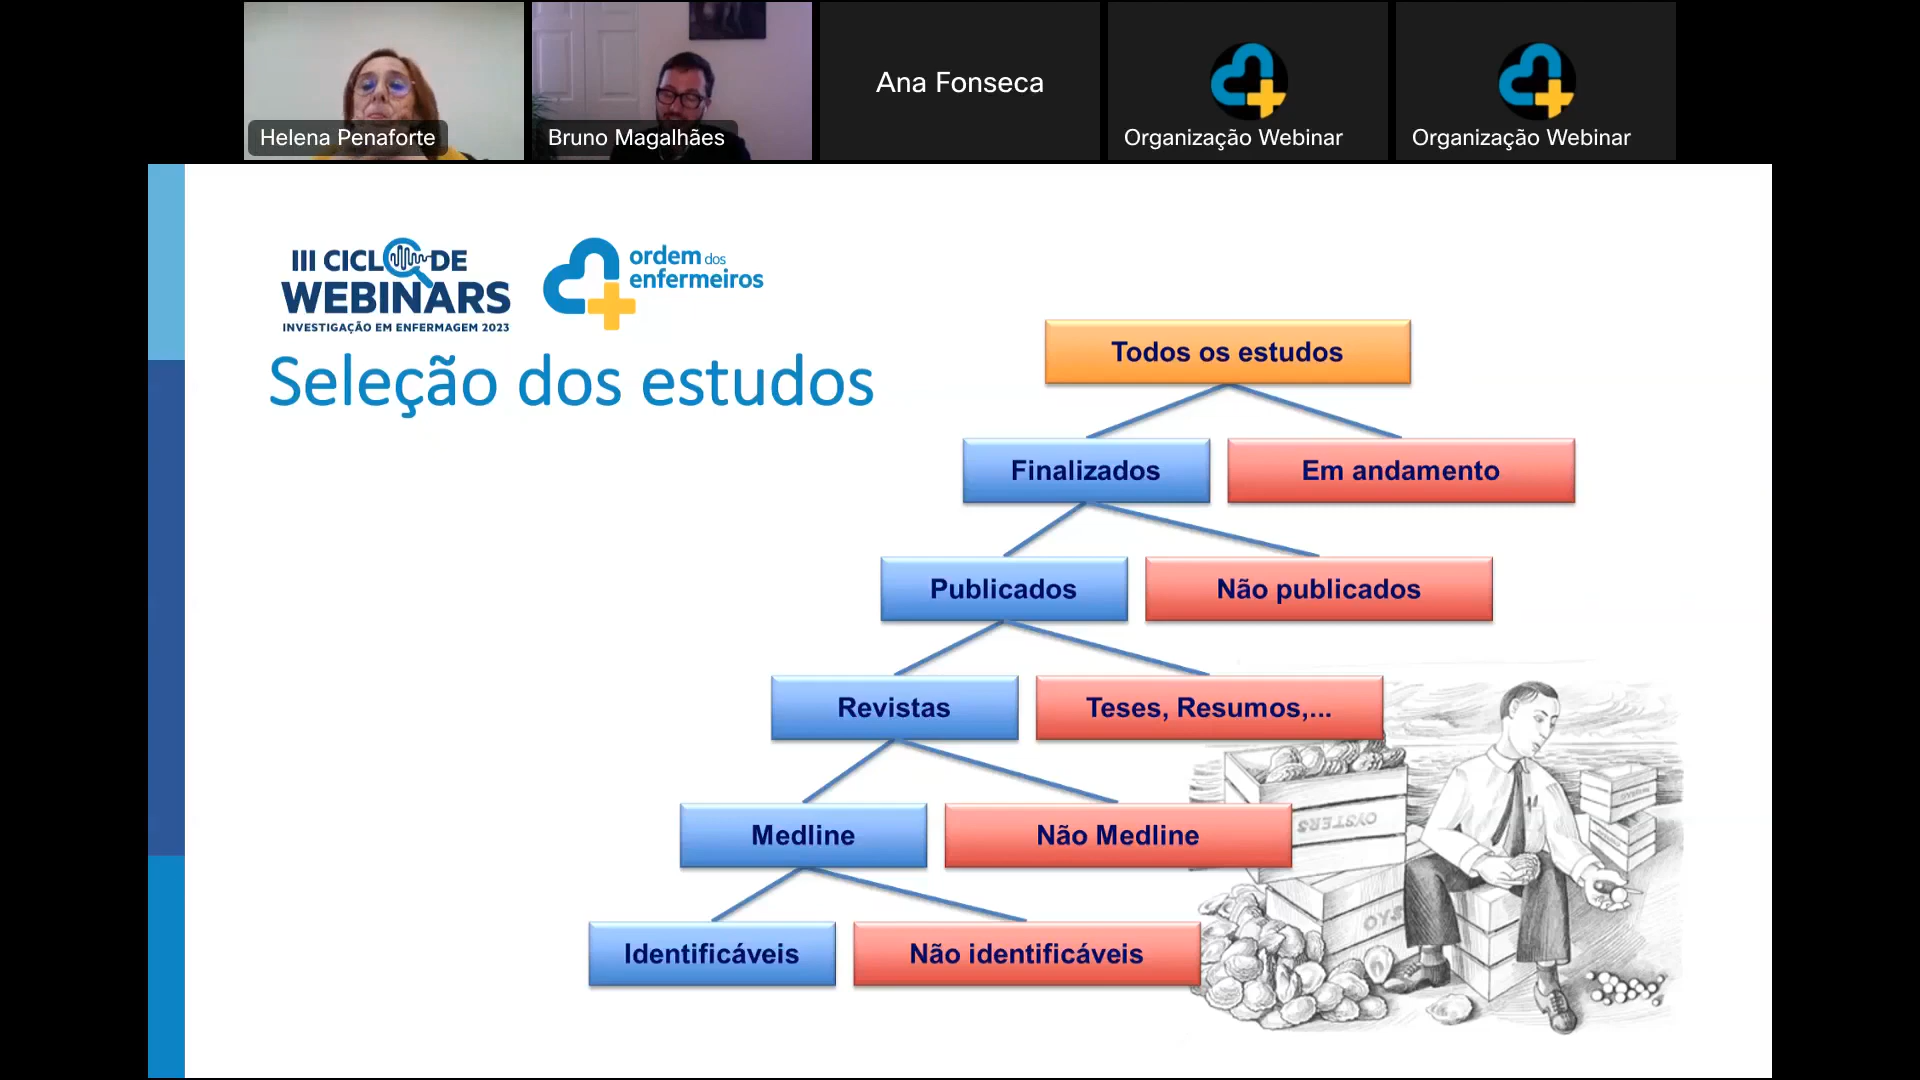 Helena Penaforte
Bruno Magalhães
Ana Fonseca
Organização Webinar
Organização Webinar
III CICLO DE
WEBINARS
INVESTIGAÇÃO EM ENFERMAGEM 2023
ordem dos
enfermeiros
Seleção dos estudos
Todos os estudos
Finalizados
Em andamento
Publicados
Não publicados
Revistas
Teses, Resumos,...
Medline
Não Medline
Identificáveis
Não identificáveis
OYSTERS